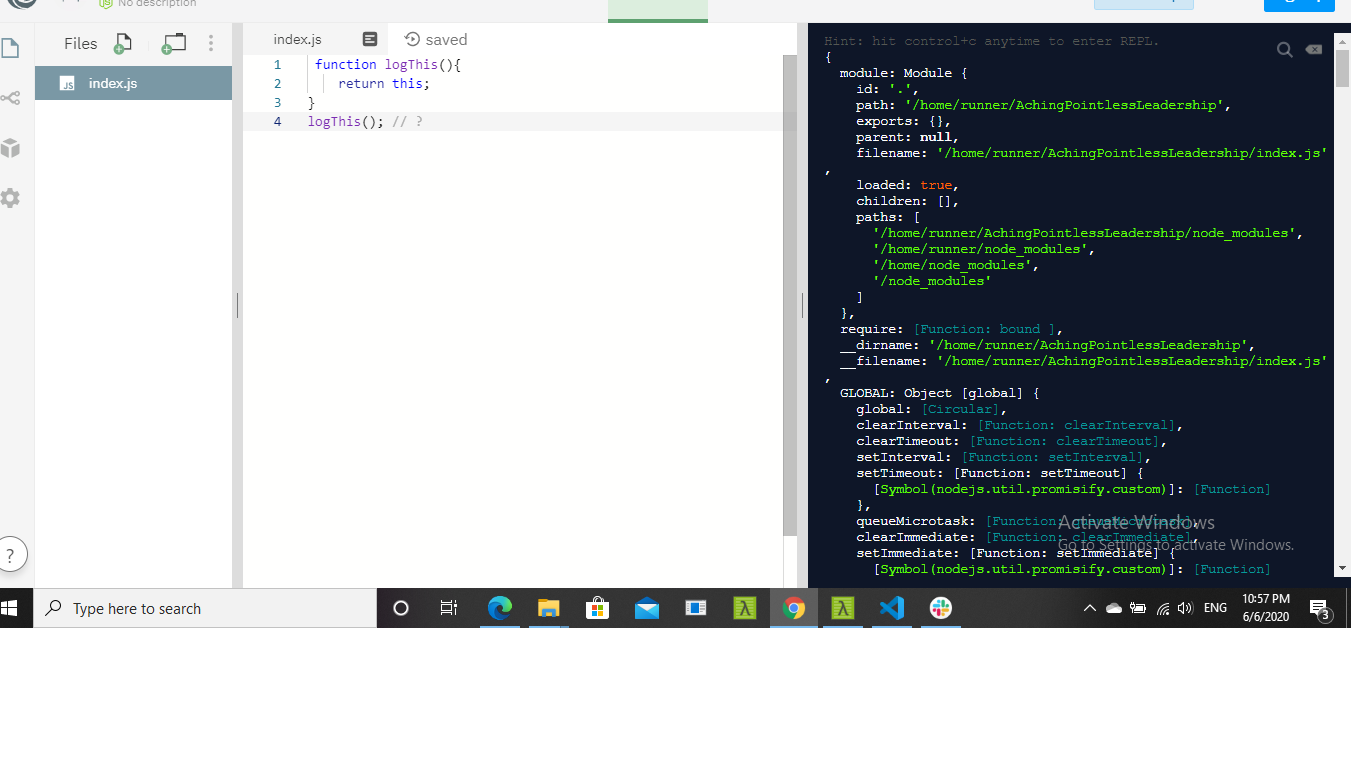 No description
Files
index.js
index.js
saved
1 function logThis(){
2 return this;
3 }
4 logThis(); // ?
Hint: hit control+c anytime to enter REPL.
{
module: Module {
id: '.',
path: '/home/runner/AchingPointlessLeadership',
exports: {},
parent: null,
filename: '/home/runner/AchingPointlessLeadership/index.js'
,
loaded: true,
children: [],
paths: [
'/home/runner/AchingPointlessLeadership/node_modules',
'/home/runner/node_modules',
'/home/node_modules',
'/node_modules'
]
},
require: [Function: bound ],
__dirname: '/home/runner/AchingPointlessLeadership',
__filename: '/home/runner/AchingPointlessLeadership/index.js'
,
GLOBAL: Object [global] {
global: [Circular],
clearInterval: [Function: clearInterval],
clearTimeout: [Function: clearTimeout],
setInterval: [Function: setInterval],
setTimeout: [Function: setTimeout] {
[Symbol(nodejs.util.promisify.custom)]: [Function]
},
queueMicrotask: [Function: queueMicrotask],
clearImmediate: [Function: clearImmediate],
setImmediate: [Function: setImmediate] {
[Symbol(nodejs.util.promisify.custom)]: [Function]
Activate Windows
Go to Settings to activate Windows.
?
Type here to search
ENG
10:57 PM
6/6/2020
3